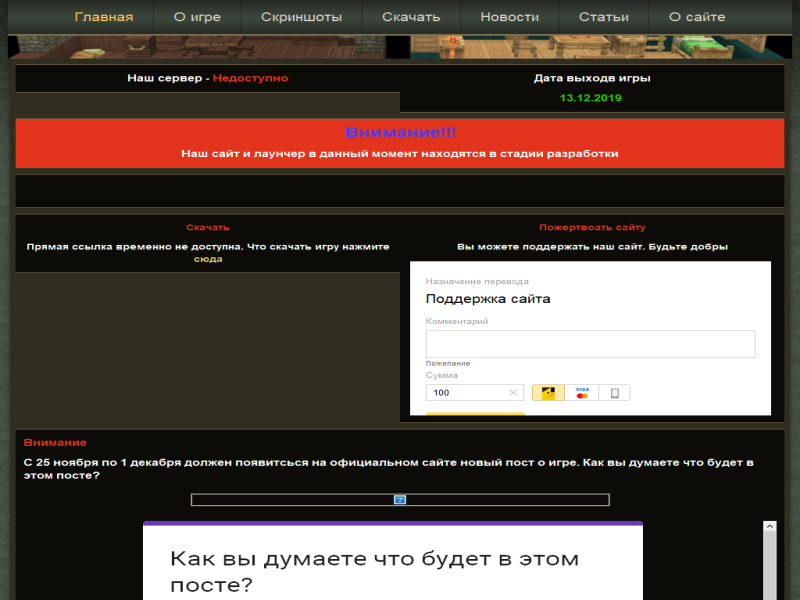 Главная О игре Скриншоты Скачать Новости Статьи О сайте
Наш сервер - Недоступно
Дата выходв игры
13.12.2019
Внимание!!!
Наш сайт и лаунчер в данный момент находятся в стадии разработки
Скачать
Прямая ссылка временно не доступна. Что скачать игру нажмите
сюда
Пожертвоать сайту
Вы можете поддержать наш сайт. Будьте добры
Назначение перевода
Поддержка сайта
Комментарий
Пожелание
Сумма
100
VISA
Внимание
С 25 ноября по 1 декабря должен появитсься на официальном сайте новый пост о игре. Как вы думаете что будет в
этом посте?
Как вы думаете что будет в этом
посте?